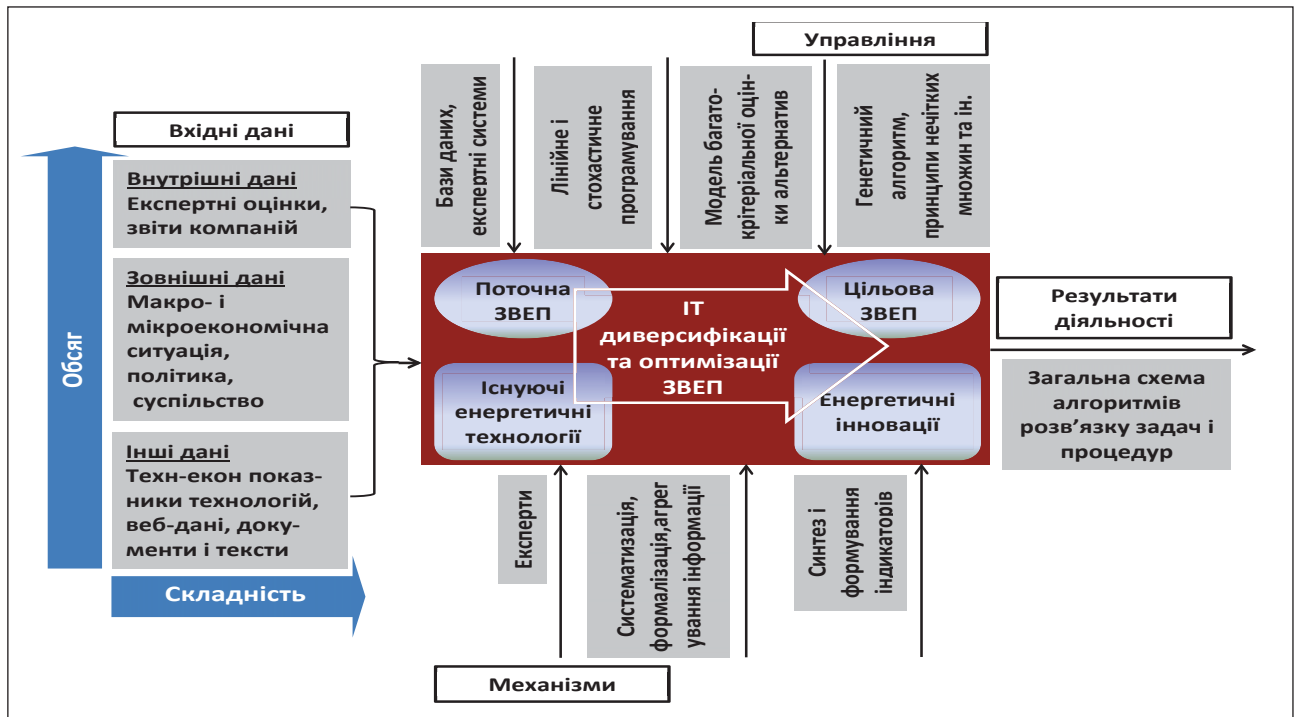 Управління
Вхідні дані
Внутрішні дані
Експертні оцінки,
звіти компаній
Зовнішні дані
Макро- і
мікроекономічна
ситуація,
політика,
суспільство
Інші дані
Техн-екон показ-
ники технологій,
веб-дані, доку-
менти і тексти
Обсяг
Складність
Бази даних,
експертні системи
Лінійне і
стохастичне
програмування
Модель багато-
крітеріальної оцін-
ки альтернатив
Генетичний
алгоритм,
принципи нечітких
множин та ін.
Поточна
ЗВЕП
ІТ
диверсифікації
та оптимізації
ЗВЕП
Цільова
ЗВЕП
Існуючі
енергетичні
технології
Енергетичні
інновації
Результати
діяльності
Загальна схема
алгоритмів
розв’язку задач і
процедур
Експерти
Систематизація,
формалізація,агрег
ування інформації
Синтез і
формування
індикаторів
Механізми